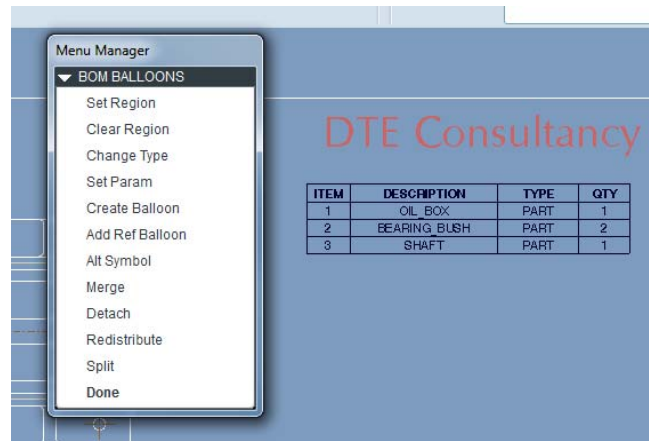 Menu Manager
BOM BALLOONS
Set Region
Clear Region
Change Type
Set Param
Create Balloon
Add Ref Balloon
Alt Symbol
Merge
Detach
Redistribute
Split
Done
DTE Consultancy
ITEM DESCRIPTION TYPE QTY
1 OIL_BOX PART 1
2 BEARING_BUSH PART 2
3 SHAFT PART 1